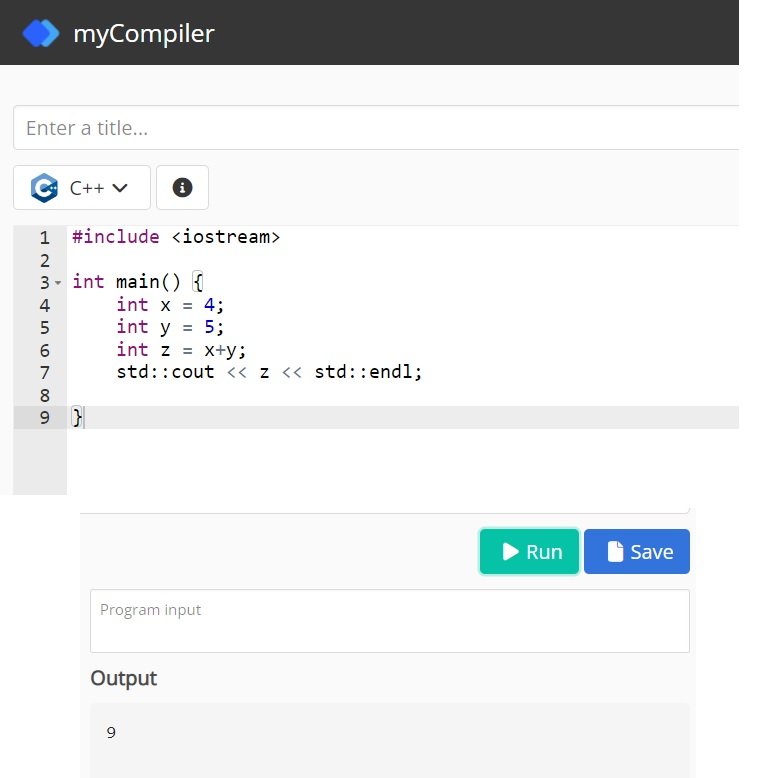 myCompiler
Enter a title...
C++
1 #include <iostream>
2
3 int main() {
4     int x = 4;
5     int y = 5;
6     int z = x+y;
7     std::cout << z << std::endl;
8
9 }
Run Save
Program input
Output
9